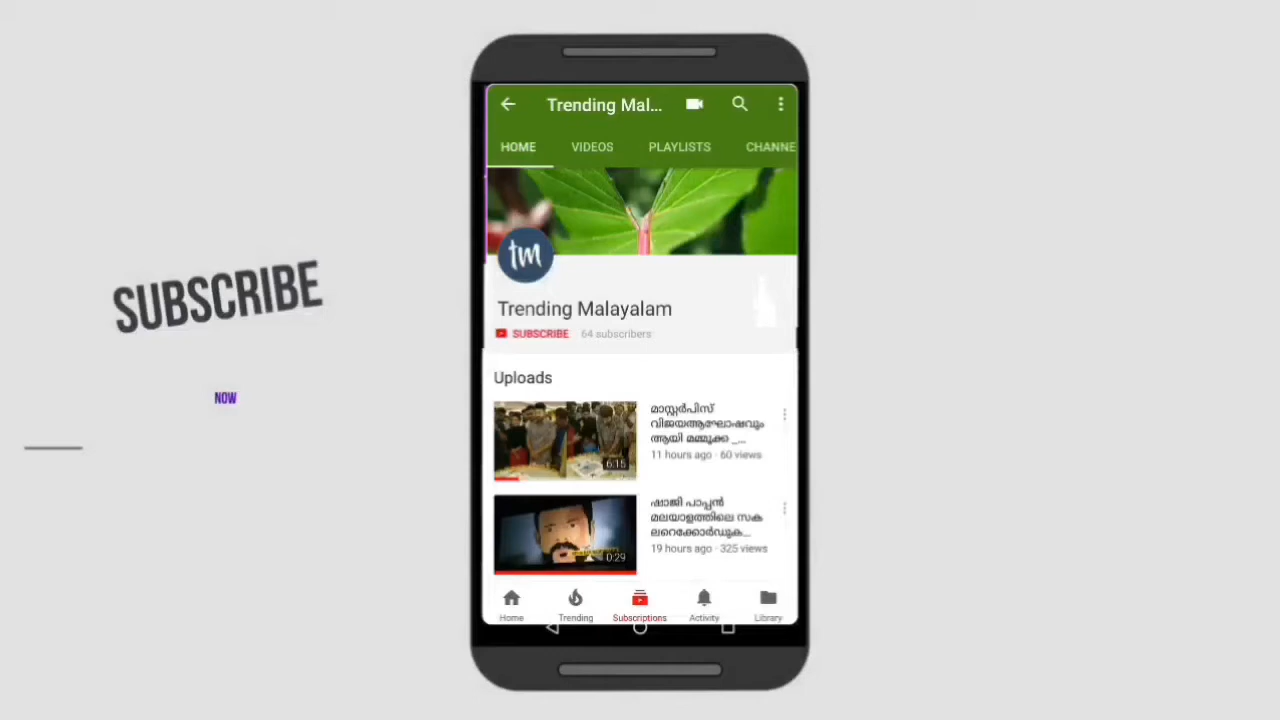 Trending Mal...
HOME VIDEOS PLAYLISTS CHANNE
tm
Trending Malayalam
SUBSCRIBE 64 subscribers
SUBSCRIBE
NOW
Uploads
6:15
മാസ്റ്റർപിസ്
വിജയആഘോഷവും
ആയി മമ്മൂക്ക _...
11 hours ago · 60 views
0:29
ഷാജി പാപ്പൻ
മലയാളത്തിലെ സക
ലറെക്കോർഡുക...
19 hours ago · 325 views
Home Trending Subscriptions Activity Library